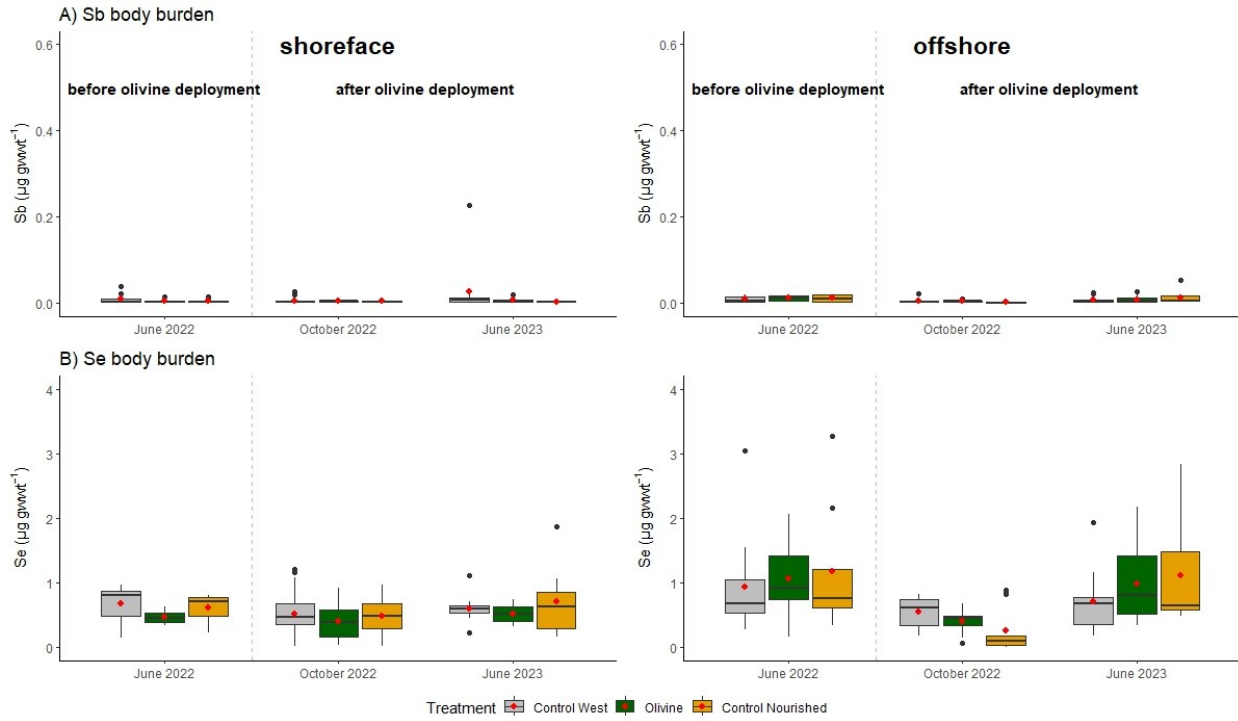 A) Sb body burden
shoreface
before olivine deployment
after olivine deployment
Sb (µg gwwt⁻¹)
0.6
0.4
0.2
0.0
June 2022
October 2022
June 2023
offshore
before olivine deployment
after olivine deployment
Sb (µg gwwt⁻¹)
0.6
0.4
0.2
0.0
June 2022
October 2022
June 2023
B) Se body burden
Se (µg gwwt⁻¹)
4
3
2
1
0
June 2022
October 2022
June 2023
Se (µg gwwt⁻¹)
4
3
2
1
0
June 2022
October 2022
June 2023
Treatment Control West Olivine Control Nourished